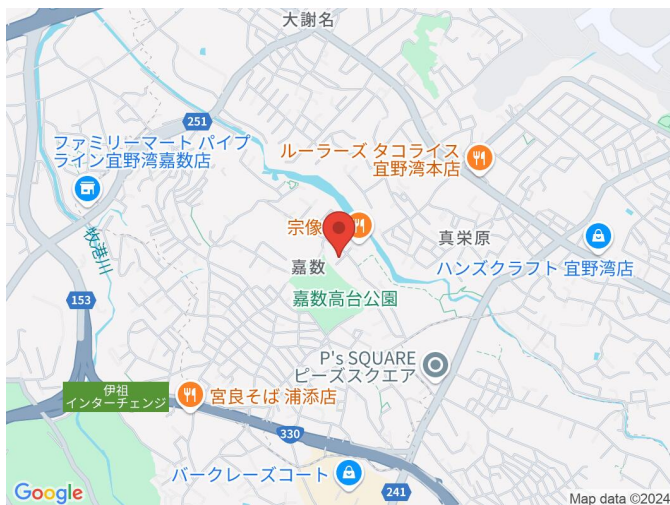 大謝名
251
ファミリーマート パイプ
ライン宜野湾嘉数店
ルーラーズ タコライス
宜野湾本店
牧港川
宗像
真栄原
嘉数
ハンズクラフト 宜野湾店
嘉数高台公園
153
P's SQUARE
ピーズスクエア
伊祖
インターチェンジ
宮良そば 浦添店
330
バークレーズコート
241
Google
Map data ©2024